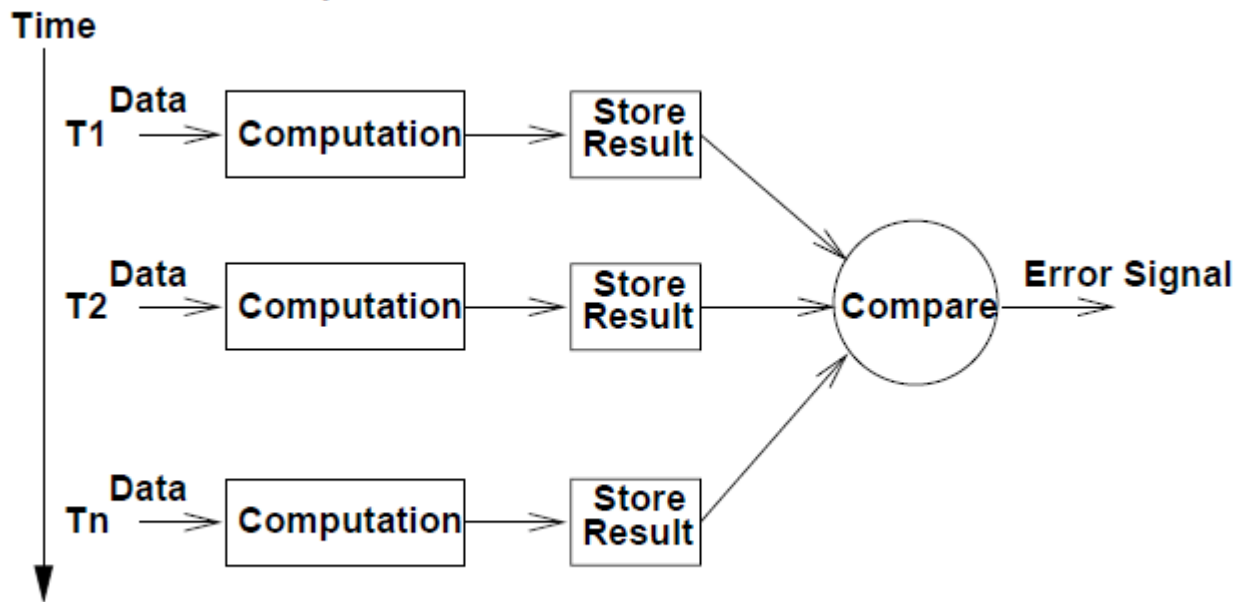 Time
Data
T1
Computation
Store
Result
Data
T2
Computation
Store
Result
Compare
Error Signal
Data
Tn
Computation
Store
Result